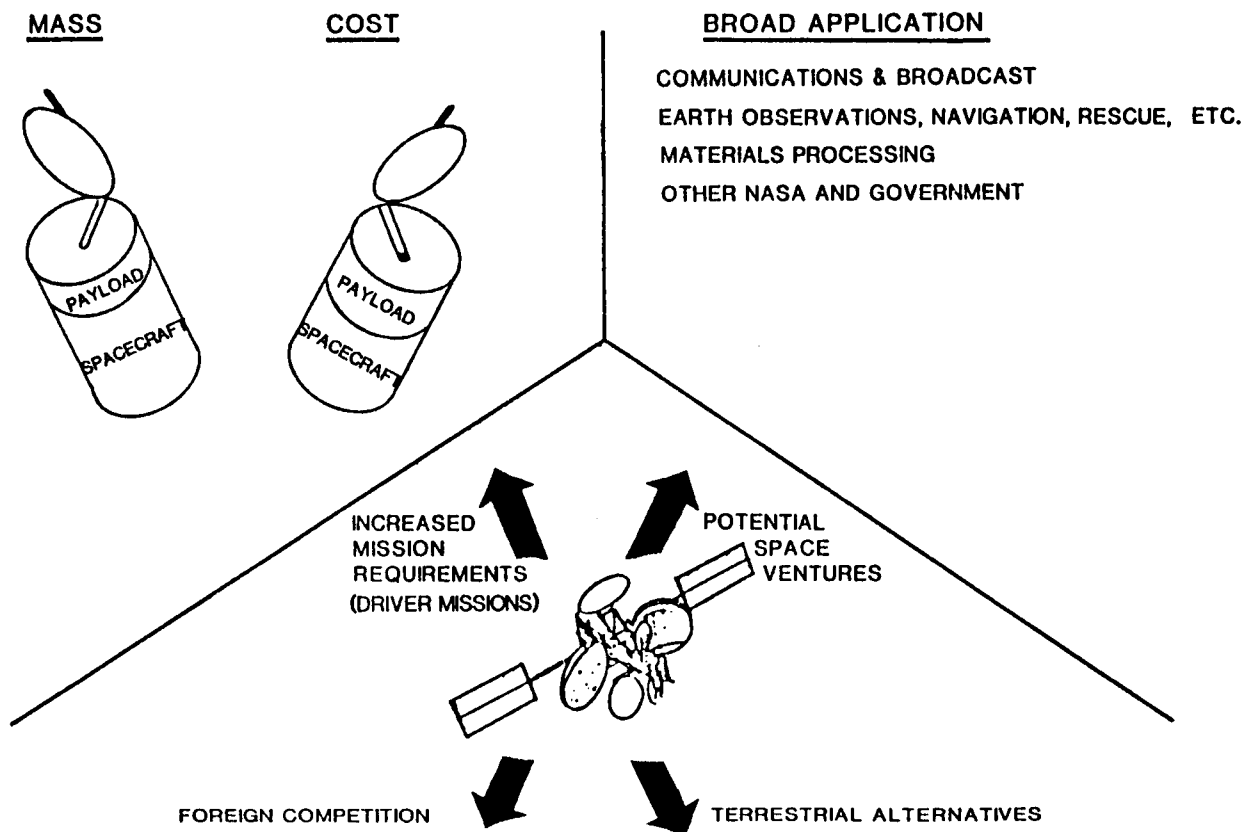 MASS
COST
PAYLOAD
SPACECRAFT
PAYLOAD
SPACECRAFT
BROAD APPLICATION
COMMUNICATIONS & BROADCAST
EARTH OBSERVATIONS, NAVIGATION, RESCUE, ETC.
MATERIALS PROCESSING
OTHER NASA AND GOVERNMENT
INCREASED
MISSION
REQUIREMENTS
(DRIVER MISSIONS)
POTENTIAL
SPACE
VENTURES
FOREIGN COMPETITION
TERRESTRIAL ALTERNATIVES